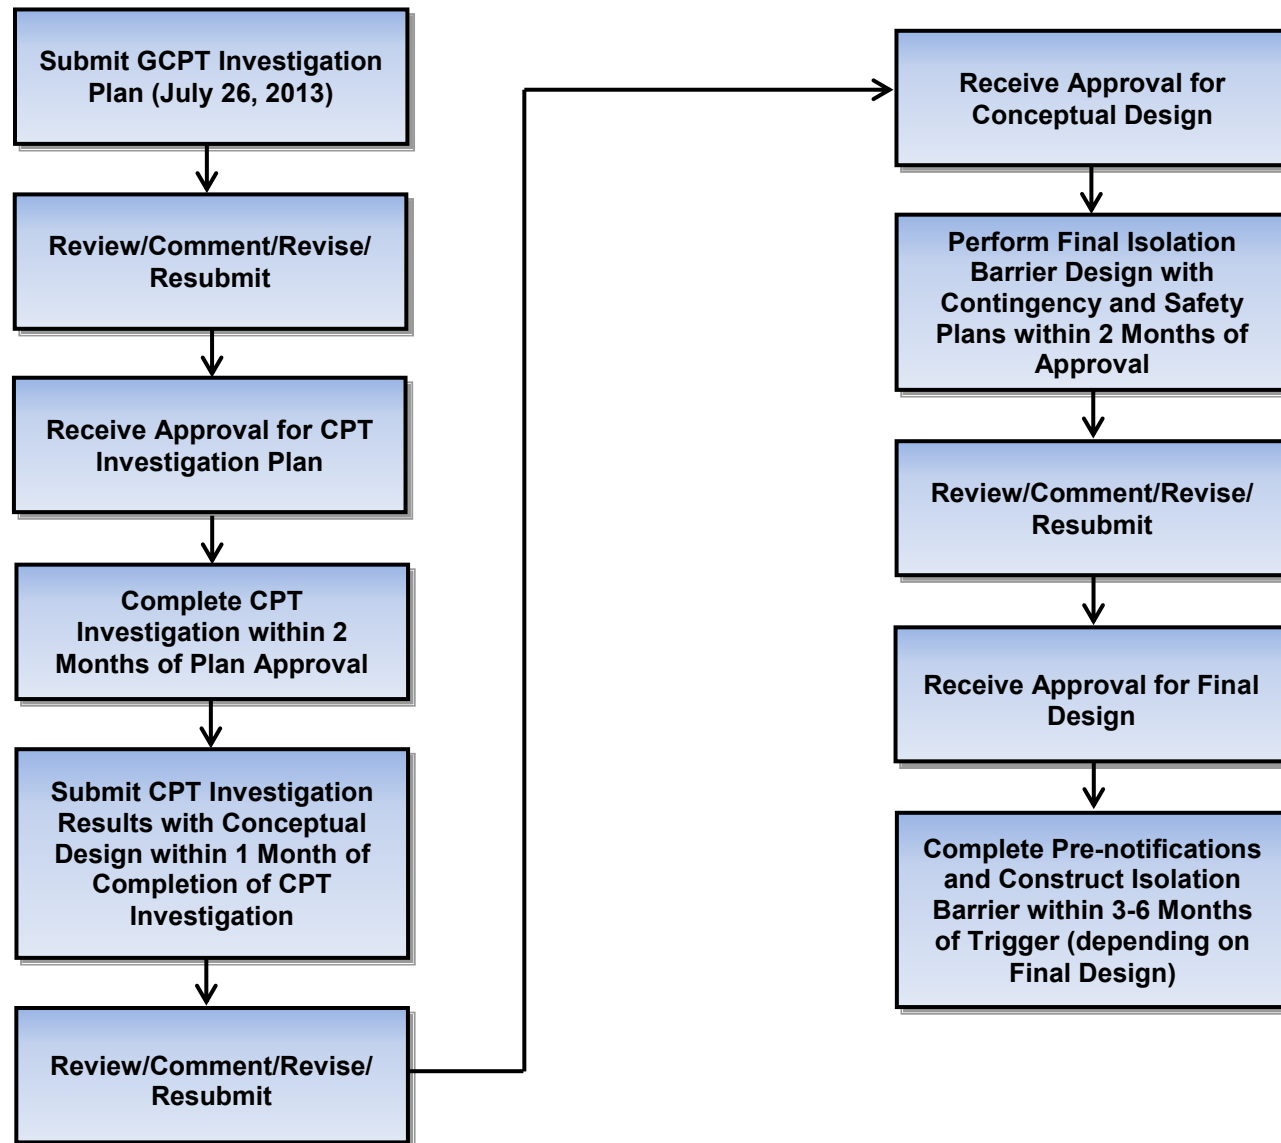 Submit GCPT Investigation
Plan (July 26, 2013)
Review/Comment/Revise/
Resubmit
Receive Approval for CPT
Investigation Plan
Complete CPT
Investigation within 2
Months of Plan Approval
Submit CPT Investigation
Results with Conceptual
Design within 1 Month of
Completion of CPT
Investigation
Review/Comment/Revise/
Resubmit
Receive Approval for
Conceptual Design
Perform Final Isolation
Barrier Design with
Contingency and Safety
Plans within 2 Months of
Approval
Review/Comment/Revise/
Resubmit
Receive Approval for Final
Design
Complete Pre-notifications
and Construct Isolation
Barrier within 3-6 Months
of Trigger (depending on
Final Design)